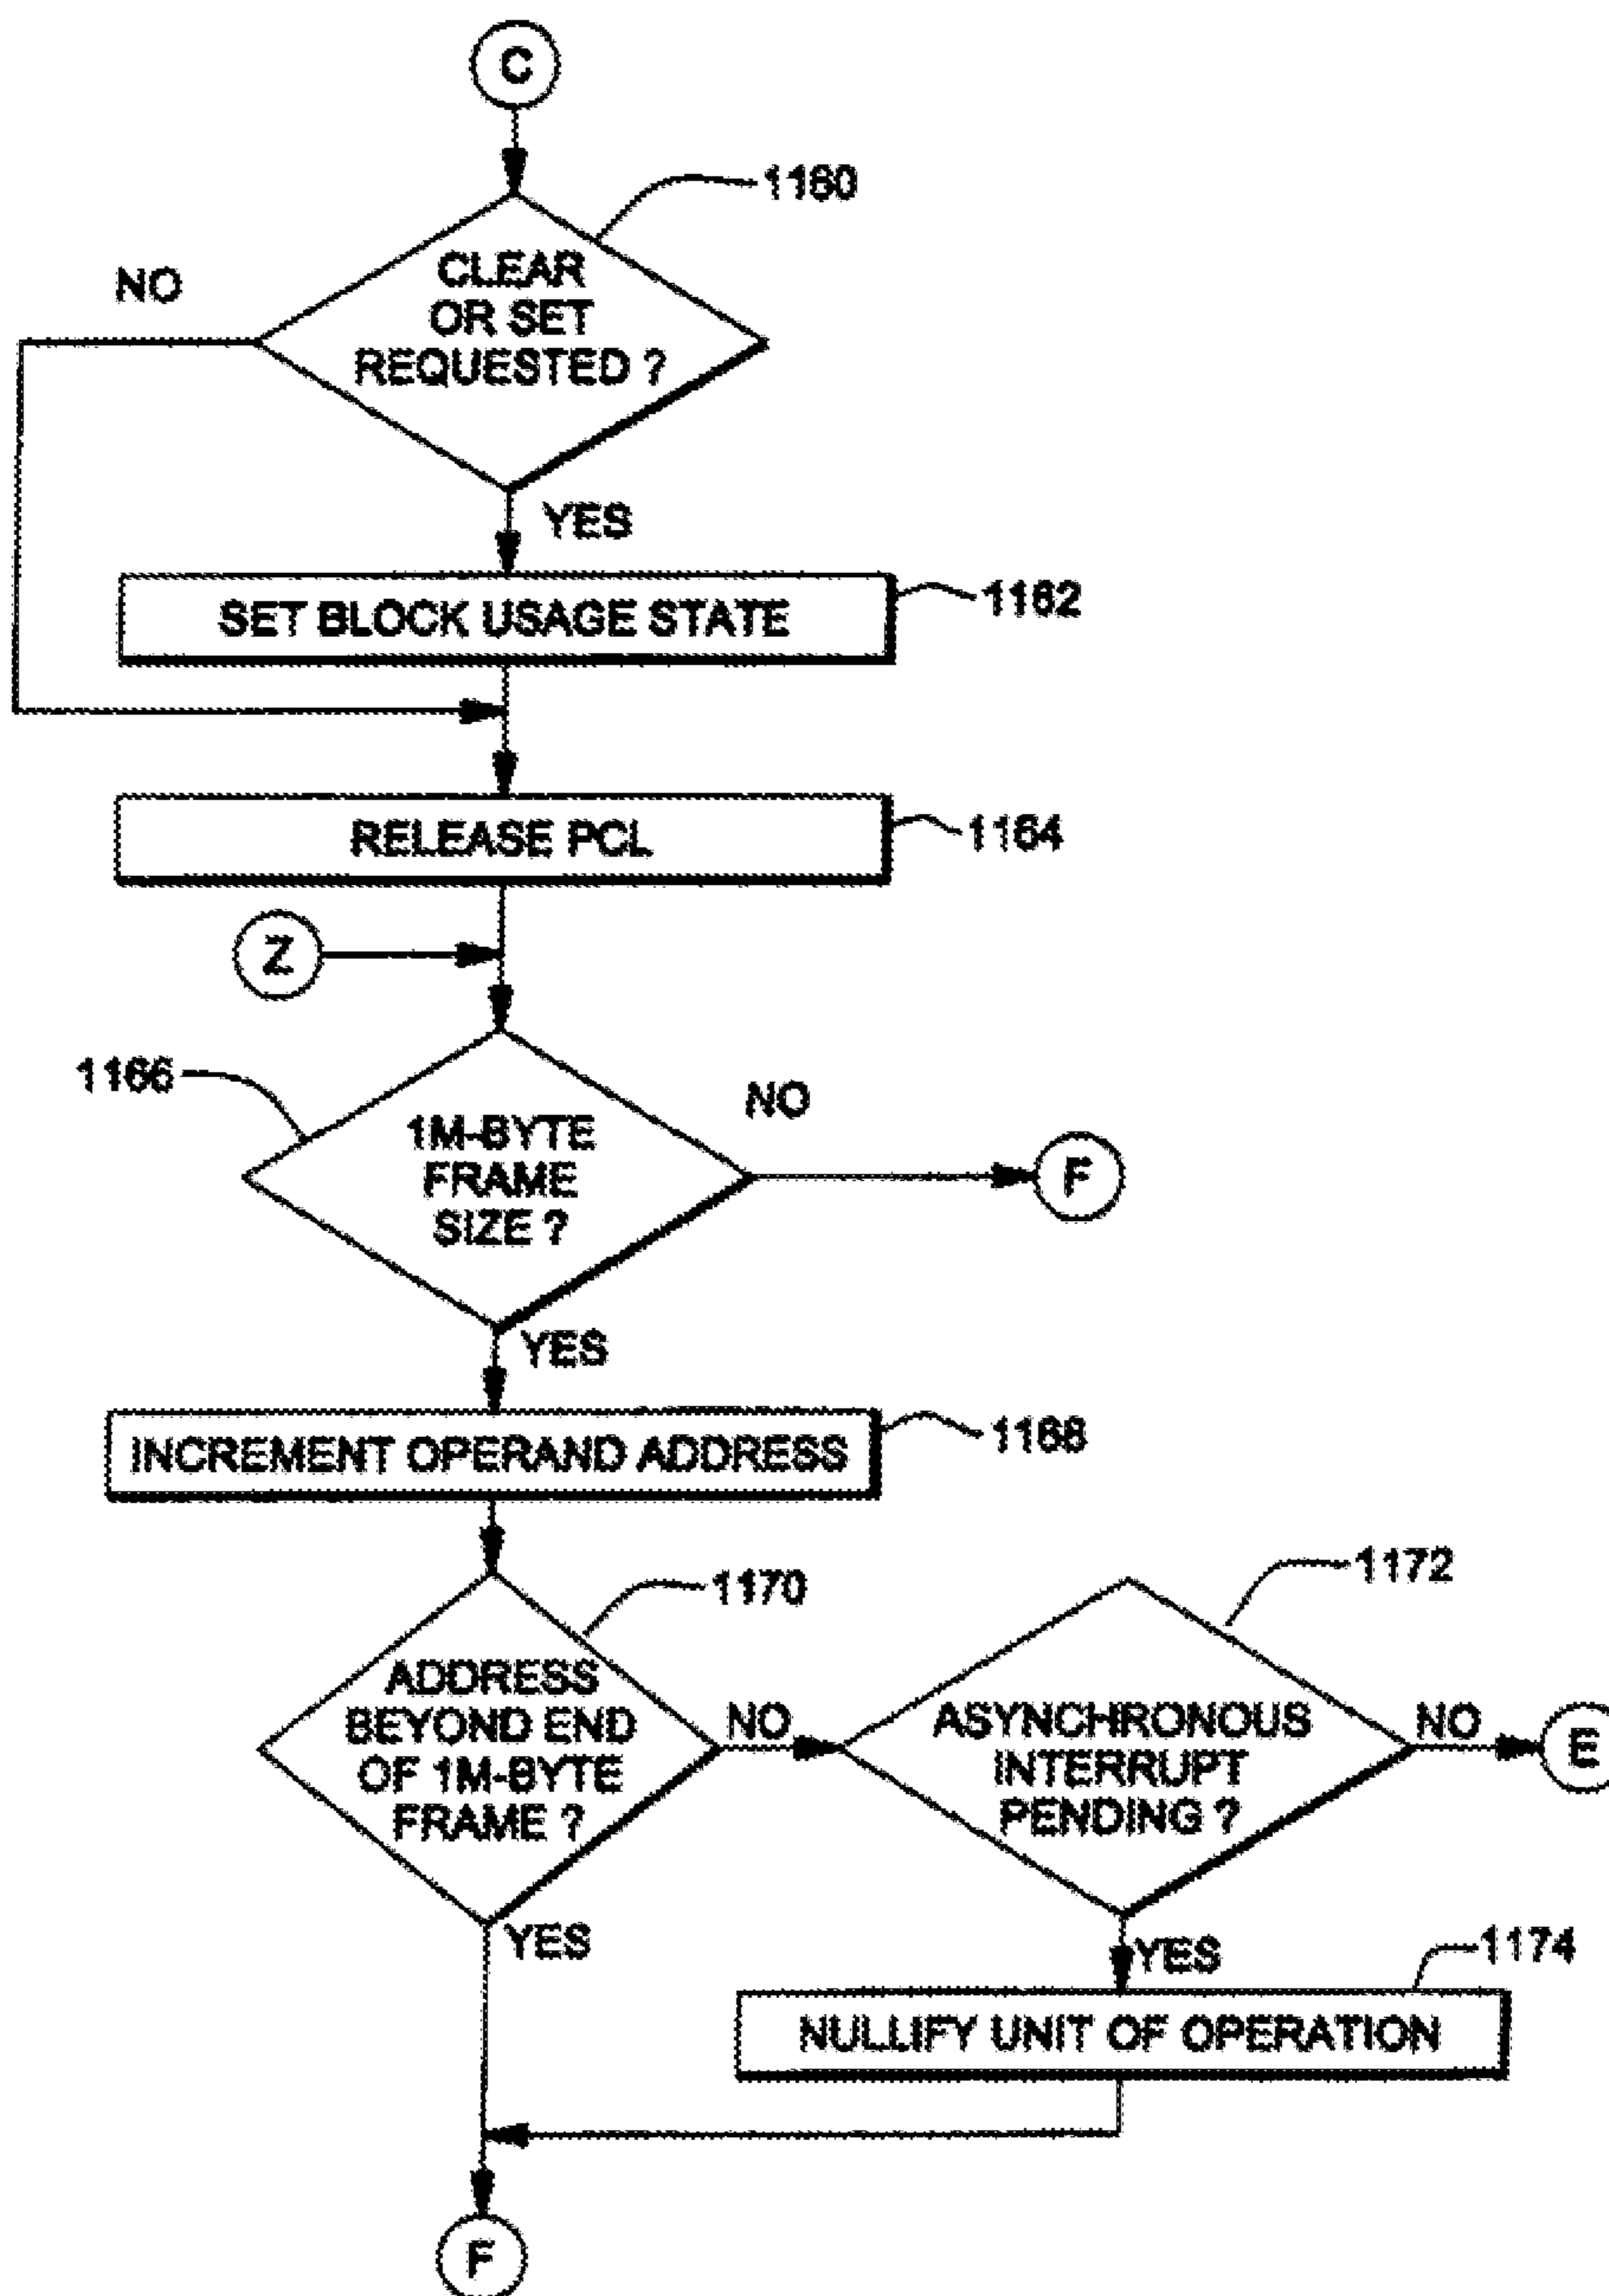 C
1160
CLEAR
OR SET
REQUESTED ?
NO
YES
SET BLOCK USAGE STATE
1162
RELEASE PCL
1164
Z
1166
1M-BYTE
FRAME
SIZE ?
NO
F
YES
INCREMENT OPERAND ADDRESS
1168
1170
ADDRESS
BEYOND END
OF 1M-BYTE
FRAME ?
NO
1172
ASYNCHRONOUS
INTERRUPT
PENDING ?
NO
E
YES
YES
1174
NULLIFY UNIT OF OPERATION
F